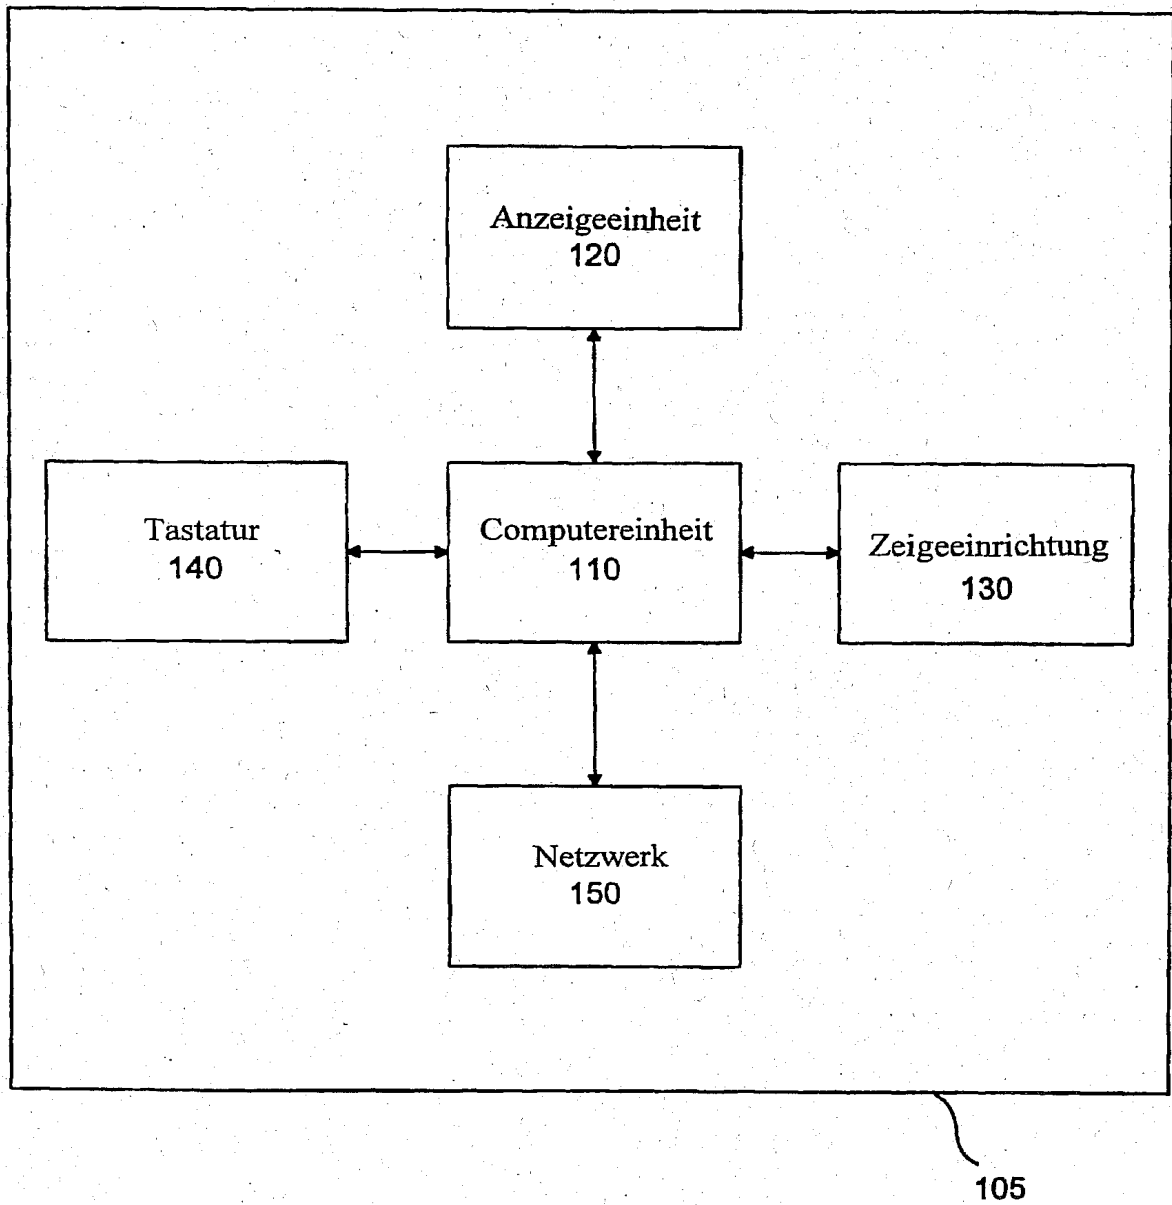 Anzeigeeinheit
120
Tastatur
140
Computereinheit
110
Zeigeeinrichtung
130
Netzwerk
150
105